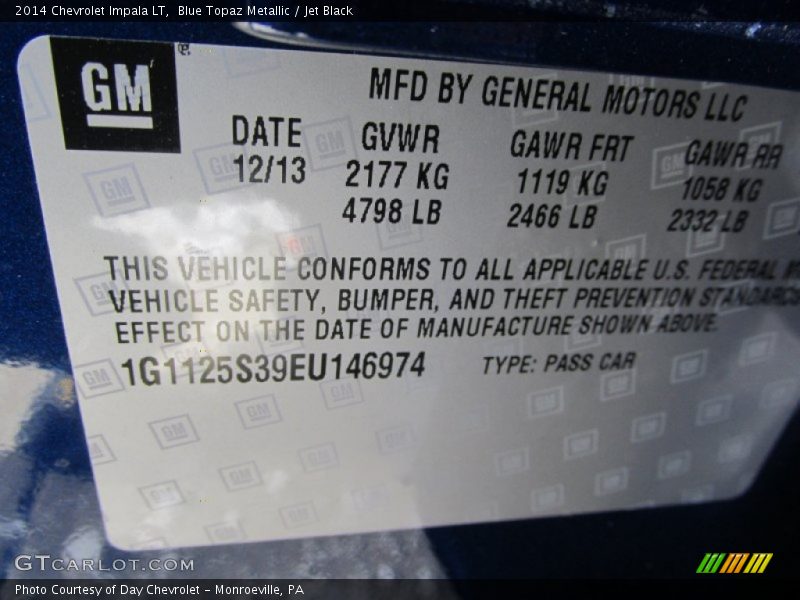 2014 Chevrolet Impala LT,  Blue Topaz Metallic / Jet Black
GM
MFD BY GENERAL MOTORS LLC
DATE GVWR GAWR FRT GAWR RR
12/13 2177 KG 1119 KG 1058 KG
4798 LB 2466 LB 2332 LB
THIS VEHICLE CONFORMS TO ALL APPLICABLE U.S. FEDERAL
VEHICLE SAFETY, BUMPER, AND THEFT PREVENTION STANDARDS
EFFECT ON THE DATE OF MANUFACTURE SHOWN ABOVE.
1G1125S39EU146974 TYPE: PASS CAR
GTCARLOT.COM
Photo Courtesy of Day Chevrolet - Monroeville, PA